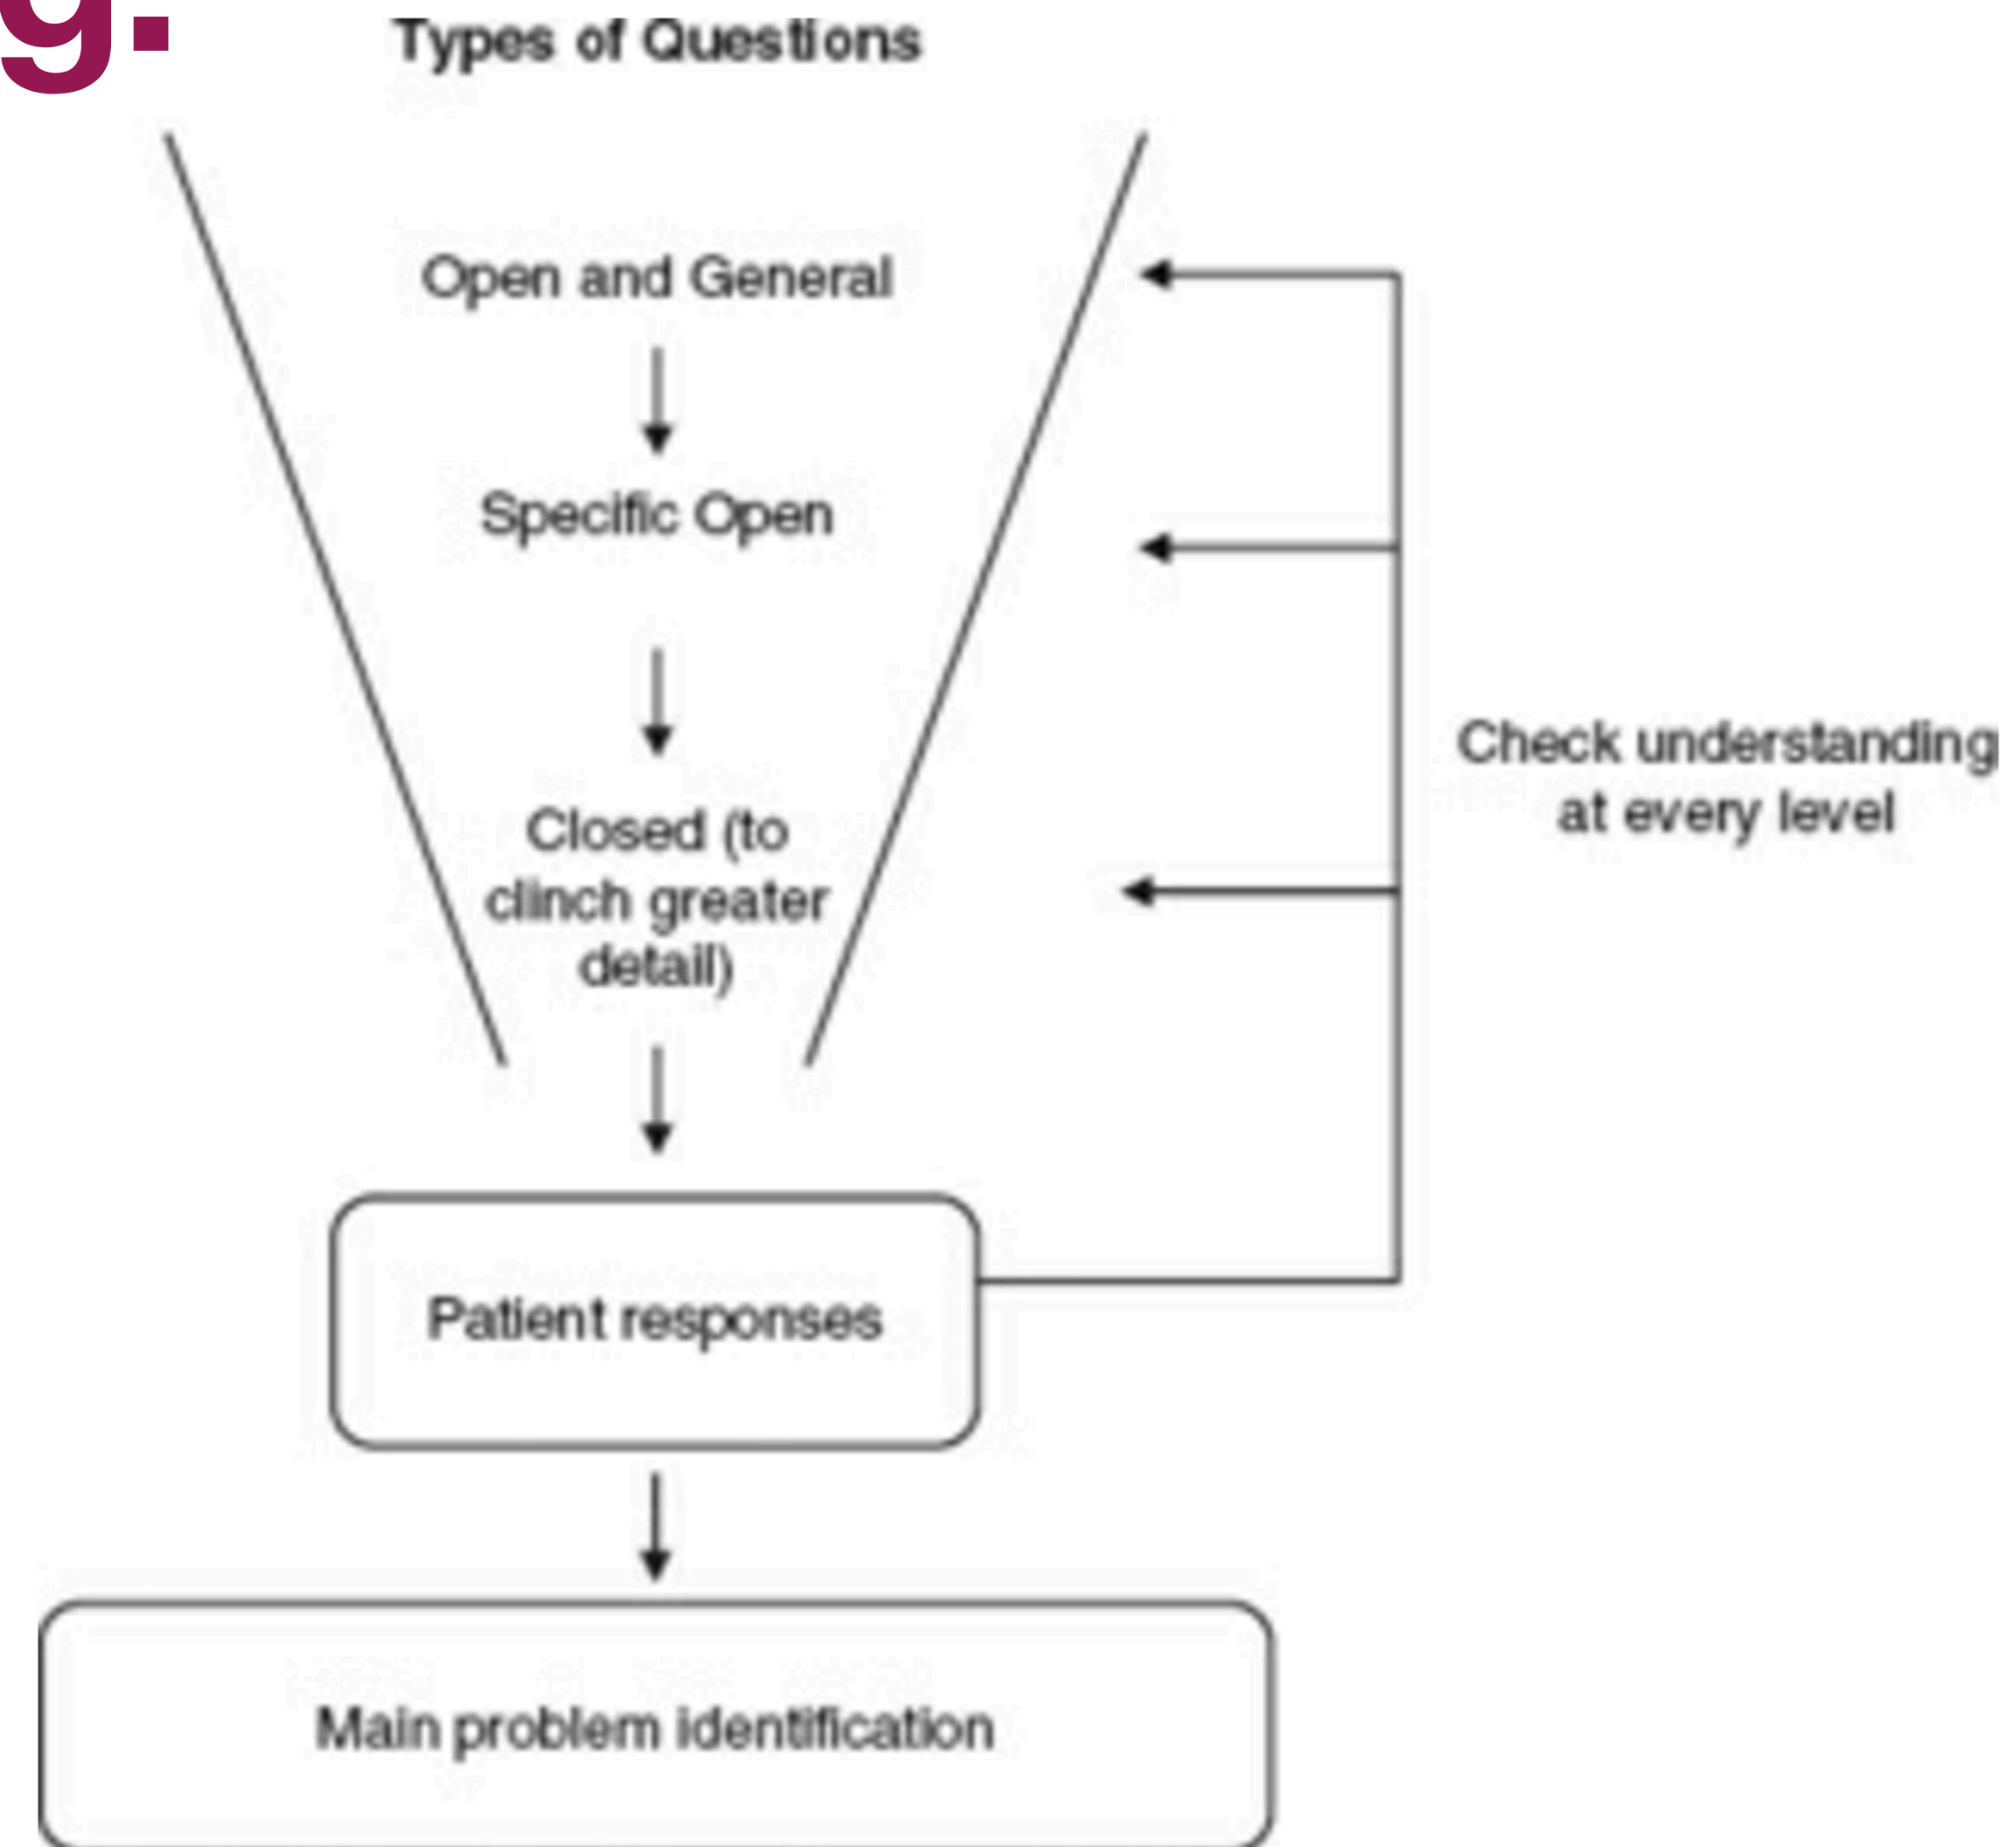 g.
Types of Questions
Open and General
Specific Open
Closed (to
clinch greater
detail)
Check understanding
at every level
Patient responses
Main problem identification